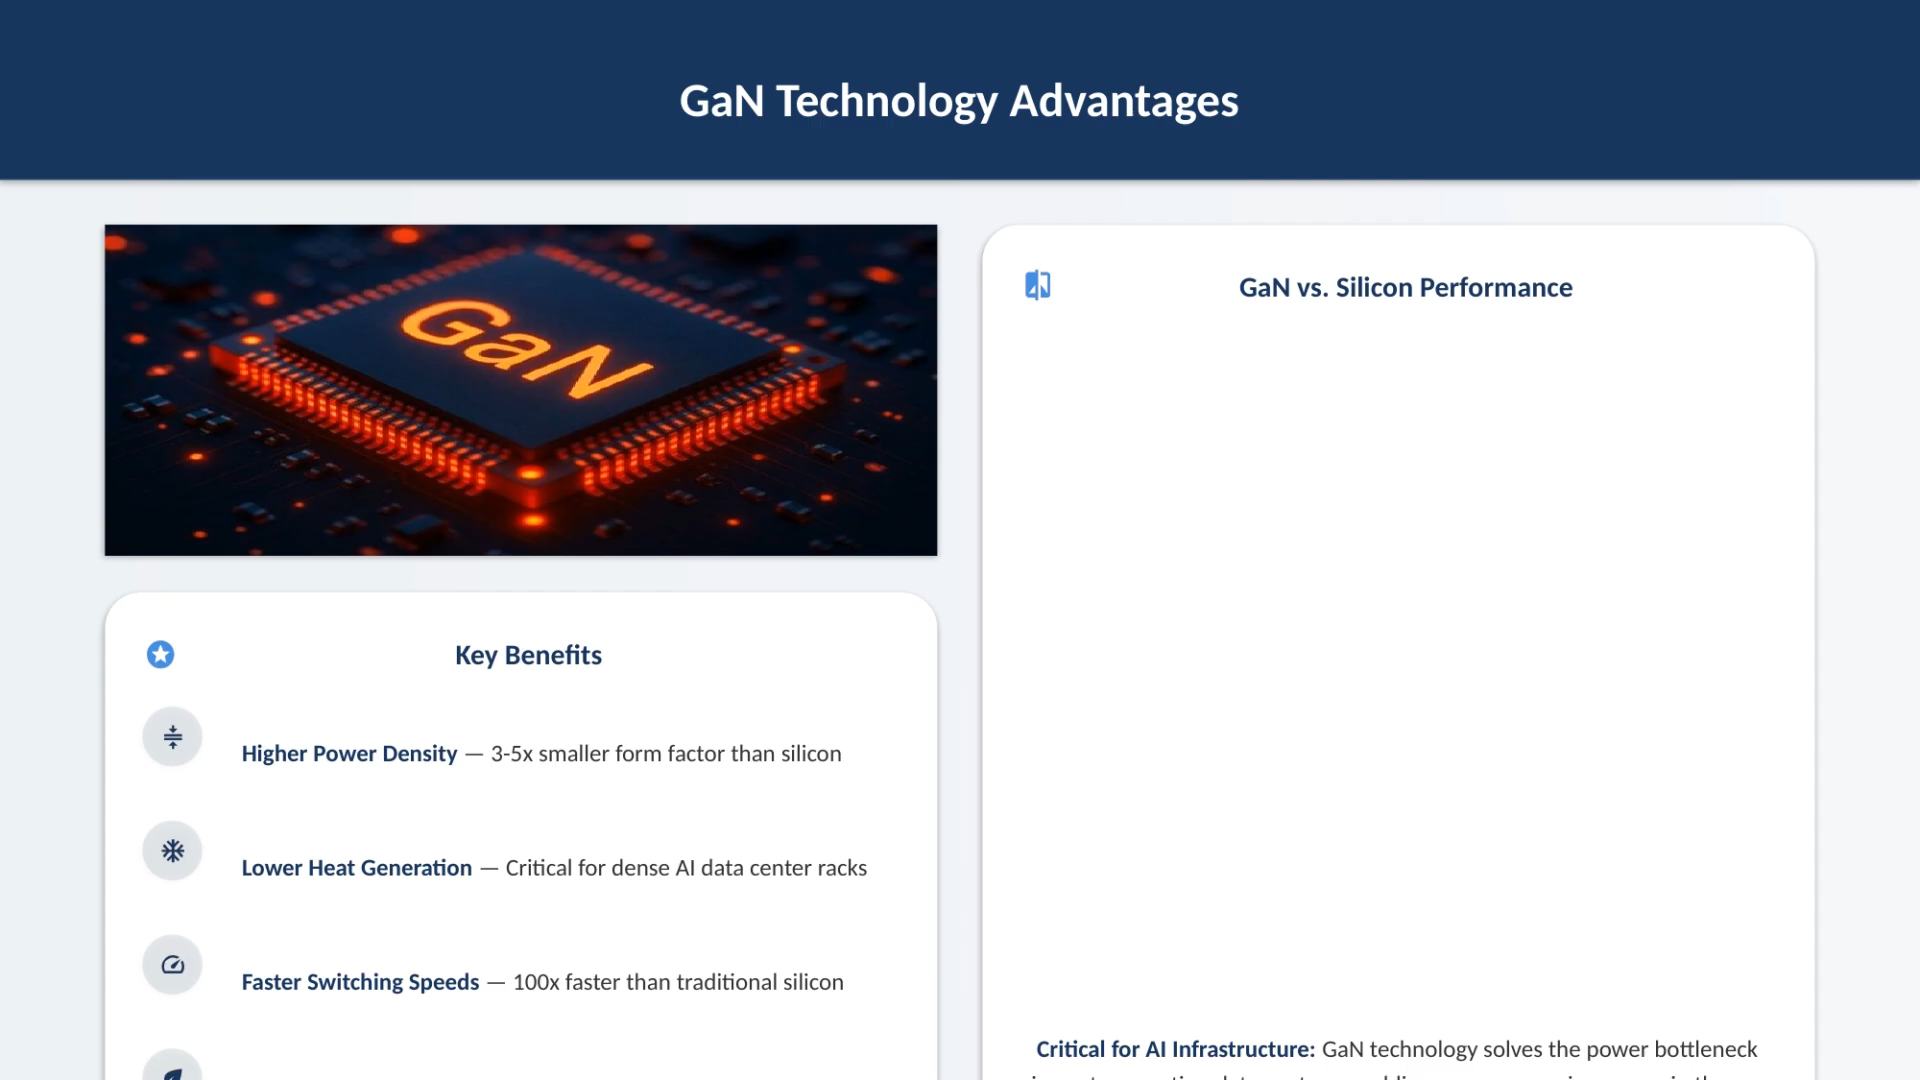 GaN Technology Advantages
GaN
Key Benefits
Higher Power Density — 3-5x smaller form factor than silicon
Lower Heat Generation — Critical for dense AI data center racks
Faster Switching Speeds — 100x faster than traditional silicon
GaN vs. Silicon Performance
Critical for AI Infrastructure: GaN technology solves the power bottleneck